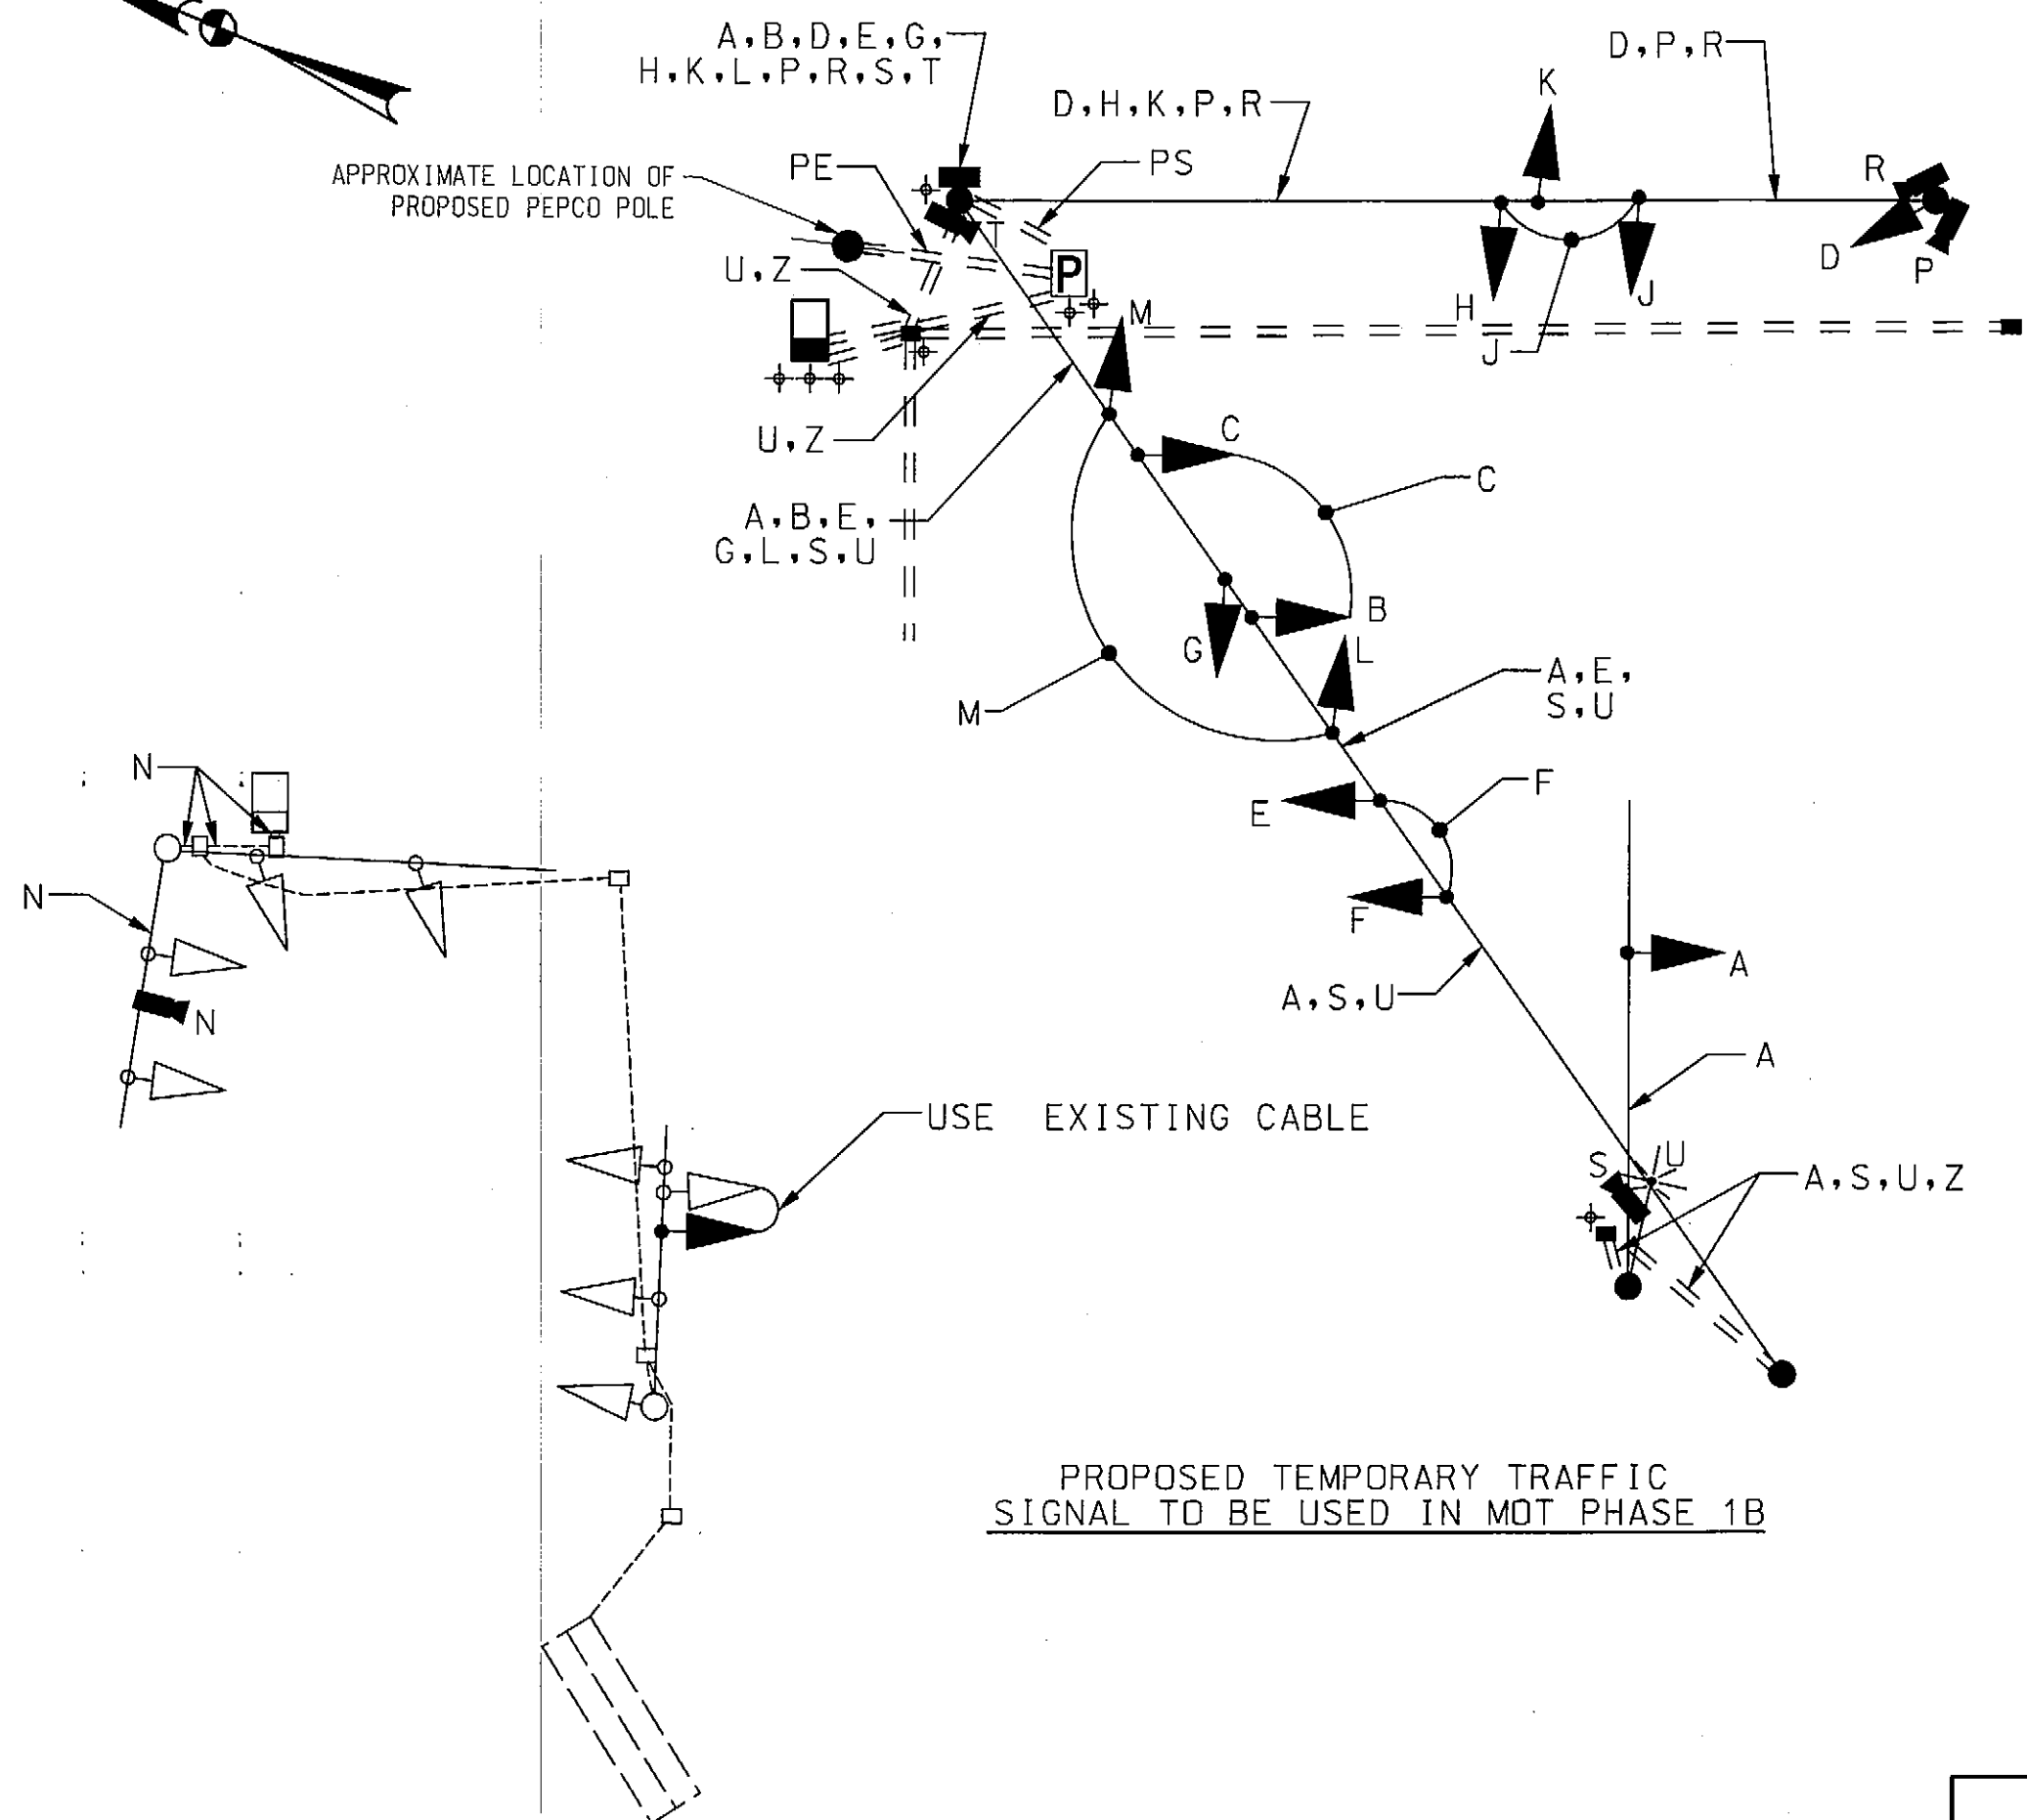 A,B,D,E,G,
H,K,L,P,R,S,T
D,P,R
K
D,H,K,P,R
PE
PS
R
APPROXIMATE LOCATION OF
PROPOSED PEPCO POLE
T
D
P
U,Z
P
H
J
M
J
C
U,Z
C
A,B,E,
G,L,S,U
B
G
L
A,E,
S,U
M
N
F
E
N
F
A
A,S,U
N
A
USE EXISTING CABLE
S
U
A,S,U,Z
PROPOSED TEMPORARY TRAFFIC
SIGNAL TO BE USED IN MOT PHASE 1B